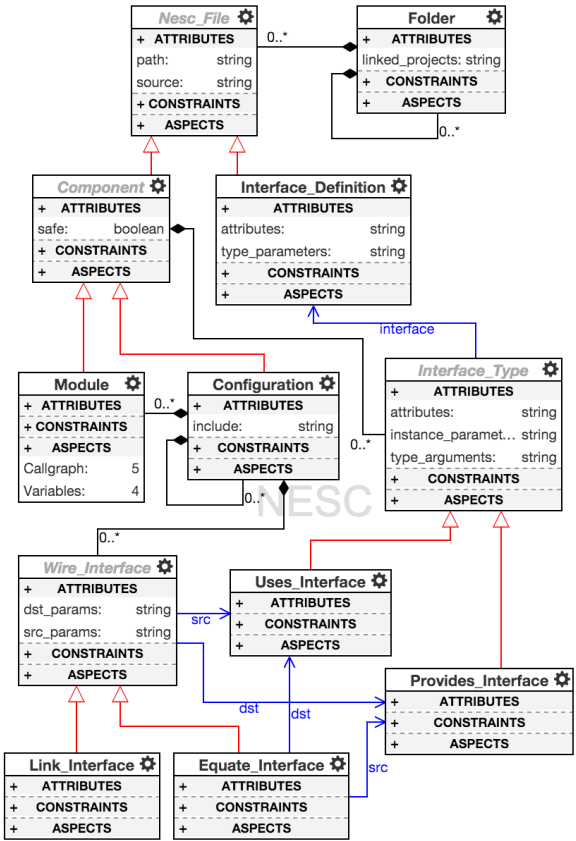 Nesc_File
+ ATTRIBUTES
path: string
source: string
+ CONSTRAINTS
+ ASPECTS
0..*
Folder
+ ATTRIBUTES
linked_projects: string
+ CONSTRAINTS
+ ASPECTS
0..*
Component
+ ATTRIBUTES
safe: boolean
+ CONSTRAINTS
+ ASPECTS
Interface_Definition
+ ATTRIBUTES
attributes: string
type_parameters: string
+ CONSTRAINTS
+ ASPECTS
interface
Module
+ ATTRIBUTES
+ CONSTRAINTS
+ ASPECTS
Callgraph: 5
Variables: 4
0..*
Configuration
+ ATTRIBUTES
include: string
+ CONSTRAINTS
+ ASPECTS
0..*
0..*
Interface_Type
+ ATTRIBUTES
attributes: string
instance_paramet... string
type_arguments: string
+ CONSTRAINTS
+ ASPECTS
NESC
0..*
Wire_Interface
+ ATTRIBUTES
dst_params: string
src_params: string
+ CONSTRAINTS
+ ASPECTS
src
dst
Uses_Interface
+ ATTRIBUTES
+ CONSTRAINTS
+ ASPECTS
dst
Provides_Interface
+ ATTRIBUTES
+ CONSTRAINTS
+ ASPECTS
src
Link_Interface
+ ATTRIBUTES
+ CONSTRAINTS
+ ASPECTS
Equate_Interface
+ ATTRIBUTES
+ CONSTRAINTS
+ ASPECTS